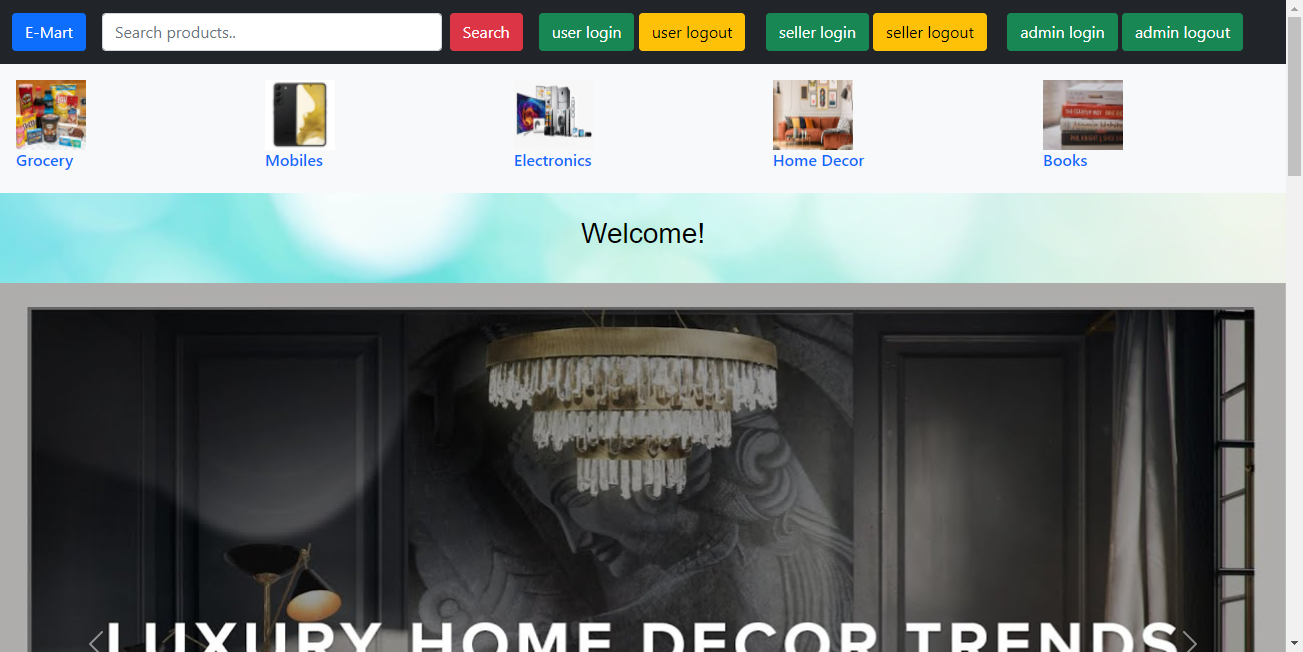 E-Mart Search products.. Search user login user logout seller login seller logout admin login admin logout
Grocery Mobiles Electronics Home Decor Books
Welcome!
LUXURY HOME DECOR TRENDS